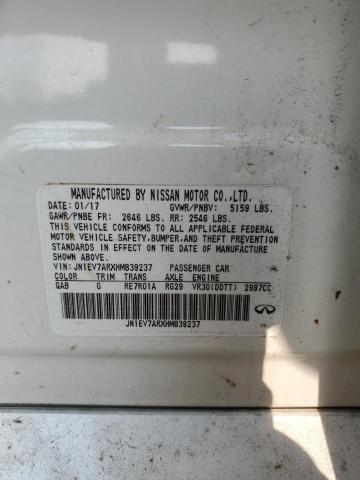 MANUFACTURED BY NISSAN MOTOR CO.,LTD.
DATE: 01/17 GVWR/PNBV: 5159 LBS.
GAWR/PNBE FR: 2646 LBS. RR: 2546 LBS.
THIS VEHICLE CONFORMS TO ALL APPLICABLE FEDERAL
MOTOR VEHICLE SAFETY,BUMPER,AND THEFT PREVENTION
STANDARDS IN EFFECT ON THE DATE OF MANUFACTURE
SHOWN ABOVE.
VIN: JN1EV7ARXHM839237 PASSENGER CAR
COLOR TRIM TRANS AXLE ENGINE
QAB G RE7R01A RG29 VR30(DDTT) 2997CC
JN1EV7ARXHM839237
INFINITI